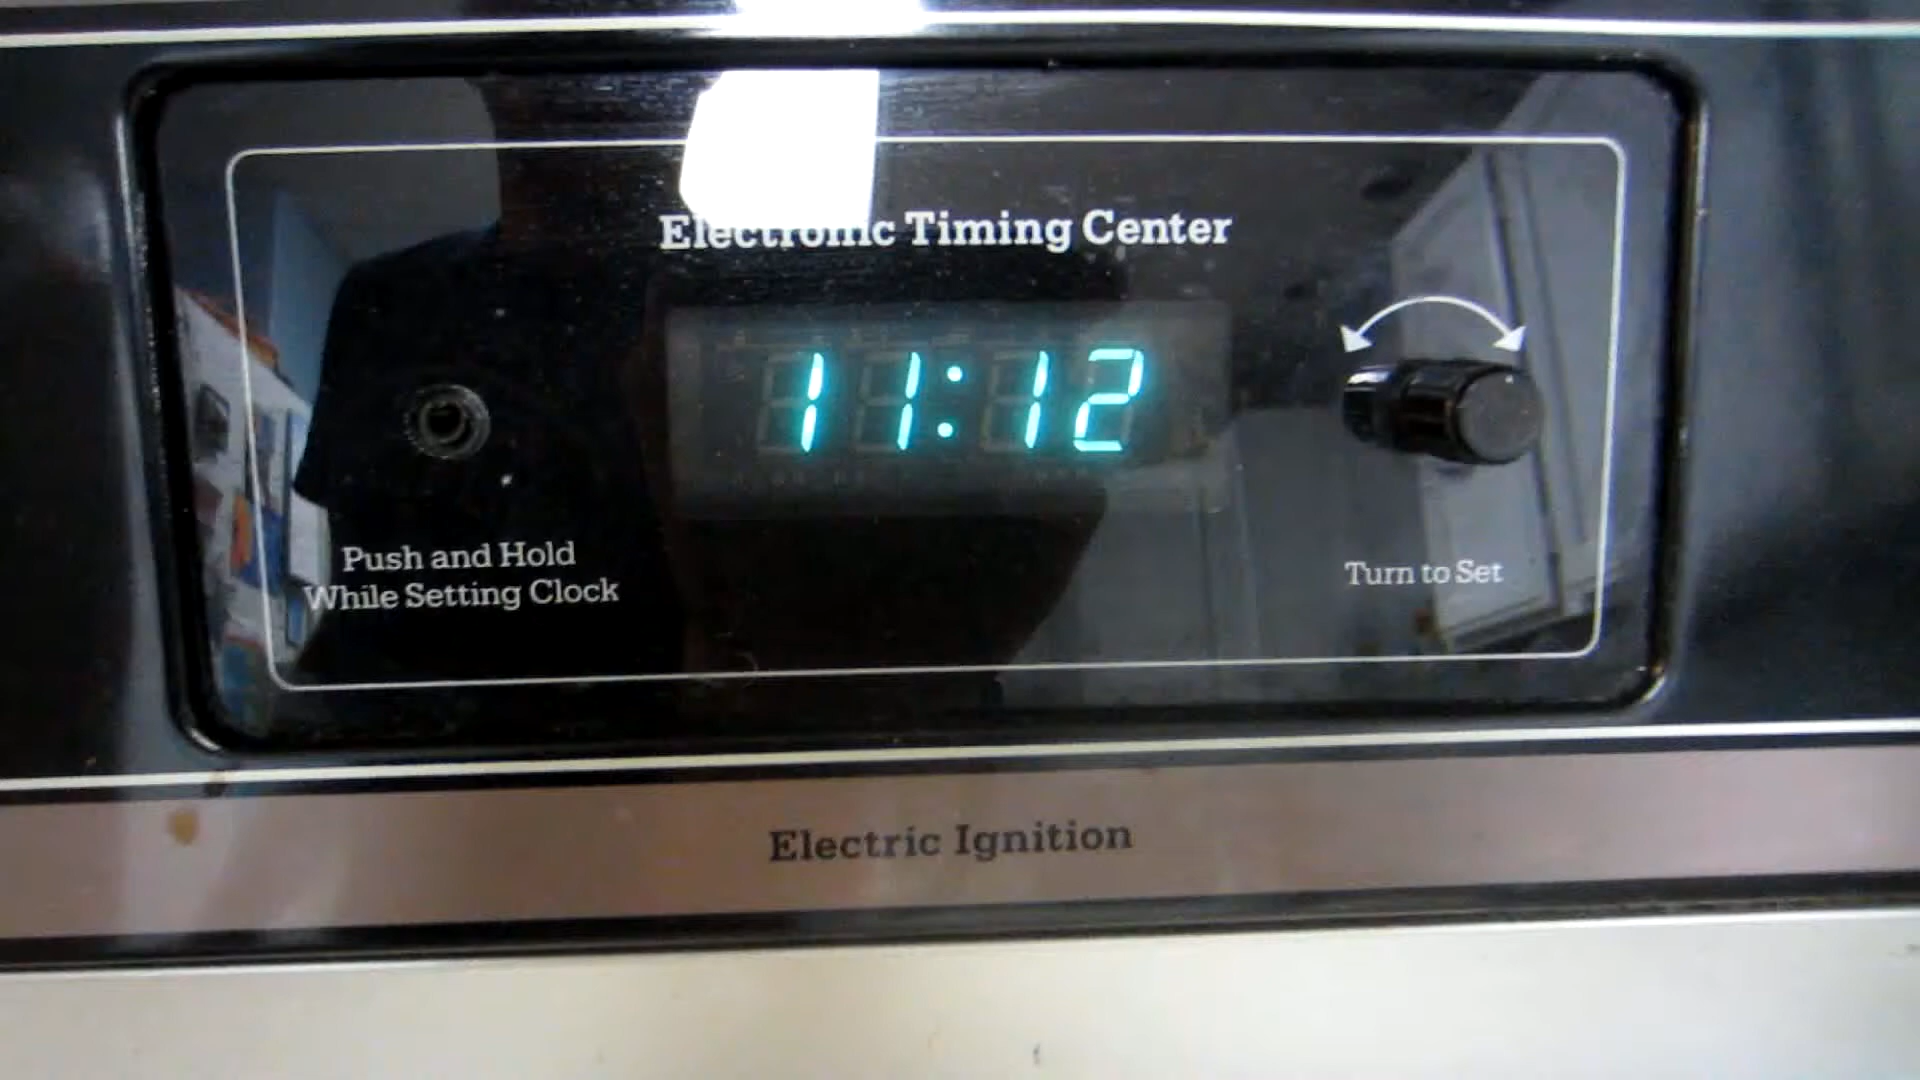 Electronic Timing Center
11:12
Push and Hold
While Setting Clock
Turn to Set
Electric Ignition